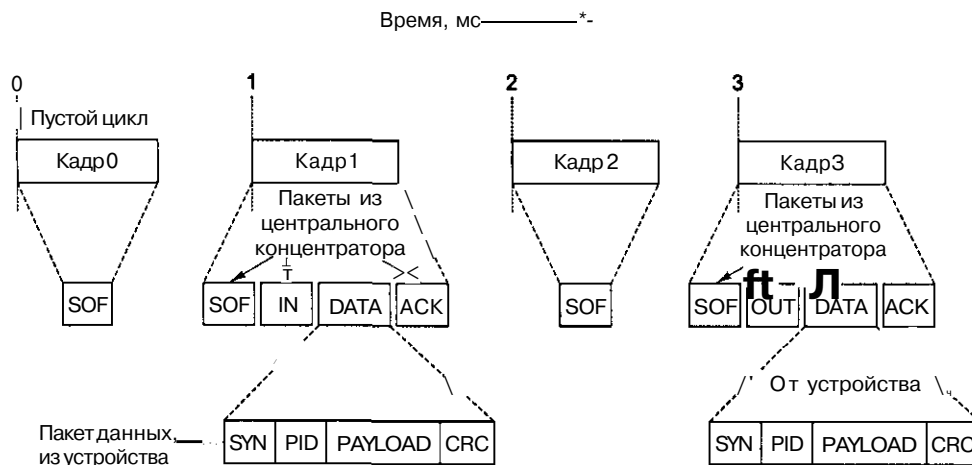 Время, мс
0 1 2 3
Пустой цикл
Кадр0 Кадр1 Кадр2 Кадр3
Пакеты из
центрального
концентратора
Пакеты из
центрального
концентратора
SOF SOF IN DATA ACK SOF SOF OUT DATA ACK
От устройства
Пакет данных,
из устройства
SYN PID PAYLOAD CRC SYN PID PAYLOAD CRC